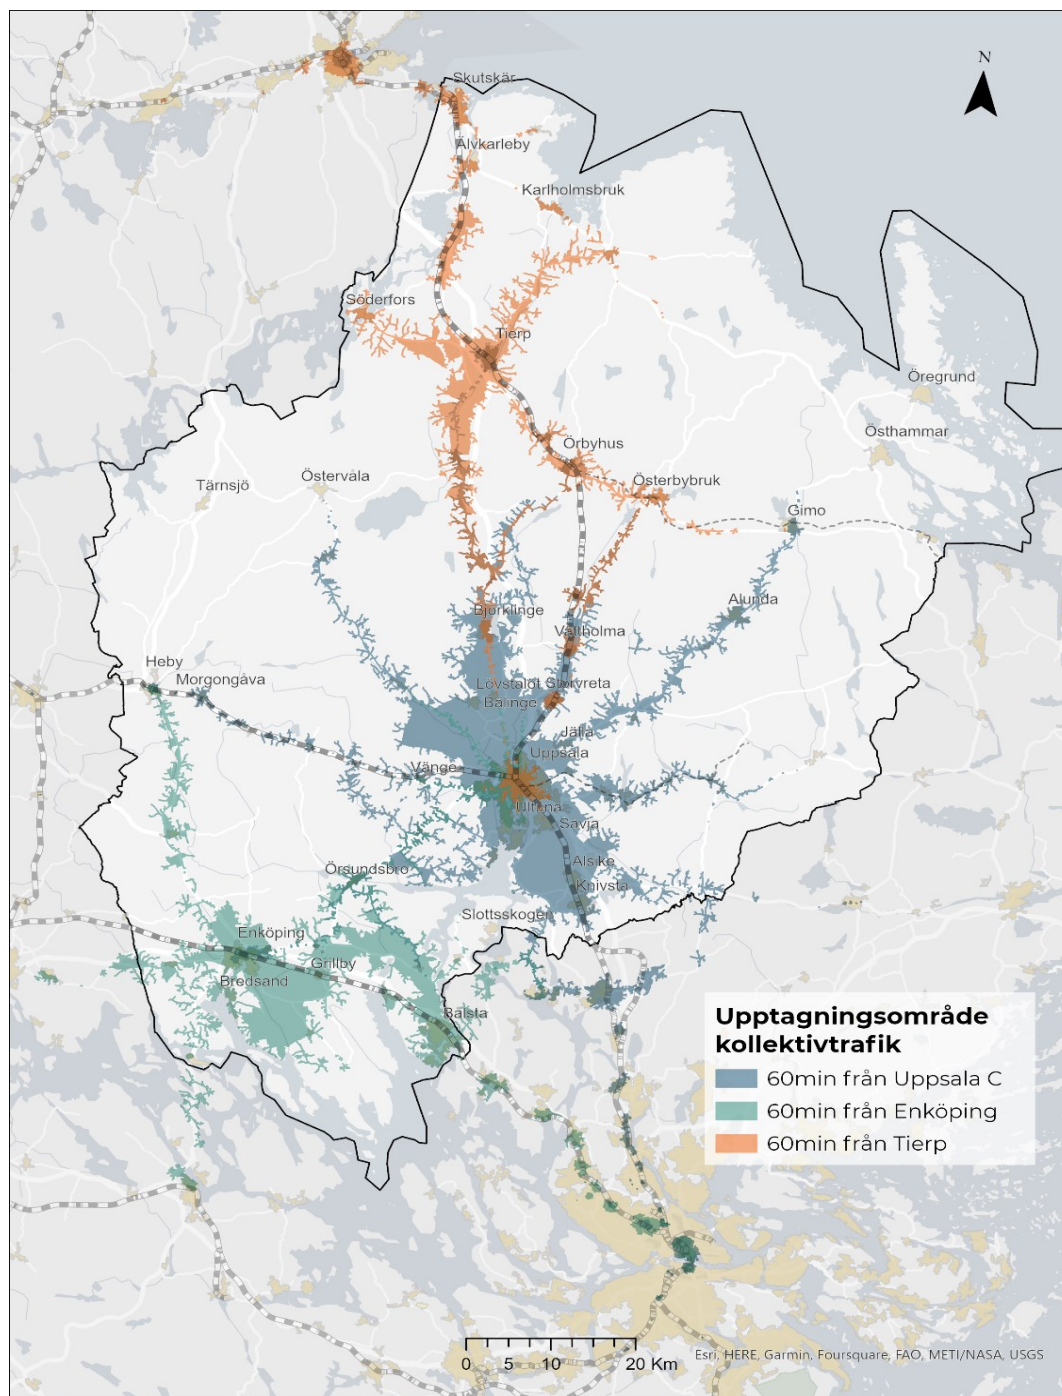 N
Skutskär
Älvkarleby
Karlholmsbruk
Söderfors
Tierp
Öregrund
Östhammar
Örbyhus
Österbybruk
Östervåla
Tärnsjö
Gimo
Alunda
Björklinge
Vattholma
Heby
Morgongåva
Lövstalöt
Storvreta
Bälinge
Jälla
Uppsala
Vänge
Ultuna
Sävja
Alsike
Knivsta
Örsundsbro
Slottsskogen
Enköping
Grillby
Bredsand
Bålsta
Upptagningsområde
kollektivtrafik
60min från Uppsala C
60min från Enköping
60min från Tierp
0 5 10 20 Km
Esri, HERE, Garmin, Foursquare, FAO, METI/NASA, USGS